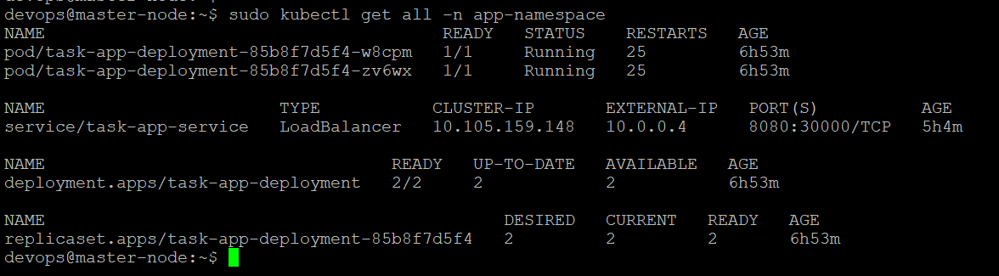 devops@master-node:~$ sudo kubectl get all -n app-namespace
NAME READY STATUS RESTARTS AGE
pod/task-app-deployment-85b8f7d5f4-w8cpm 1/1 Running 25 6h53m
pod/task-app-deployment-85b8f7d5f4-zv6wx 1/1 Running 25 6h53m
NAME TYPE CLUSTER-IP EXTERNAL-IP PORT(S) AGE
service/task-app-service LoadBalancer 10.105.159.148 10.0.0.4 8080:30000/TCP 5h4m
NAME READY UP-TO-DATE AVAILABLE AGE
deployment.apps/task-app-deployment 2/2 2 2 6h53m
NAME DESIRED CURRENT READY AGE
replicaset.apps/task-app-deployment-85b8f7d5f4 2 2 2 6h53m
devops@master-node:~$